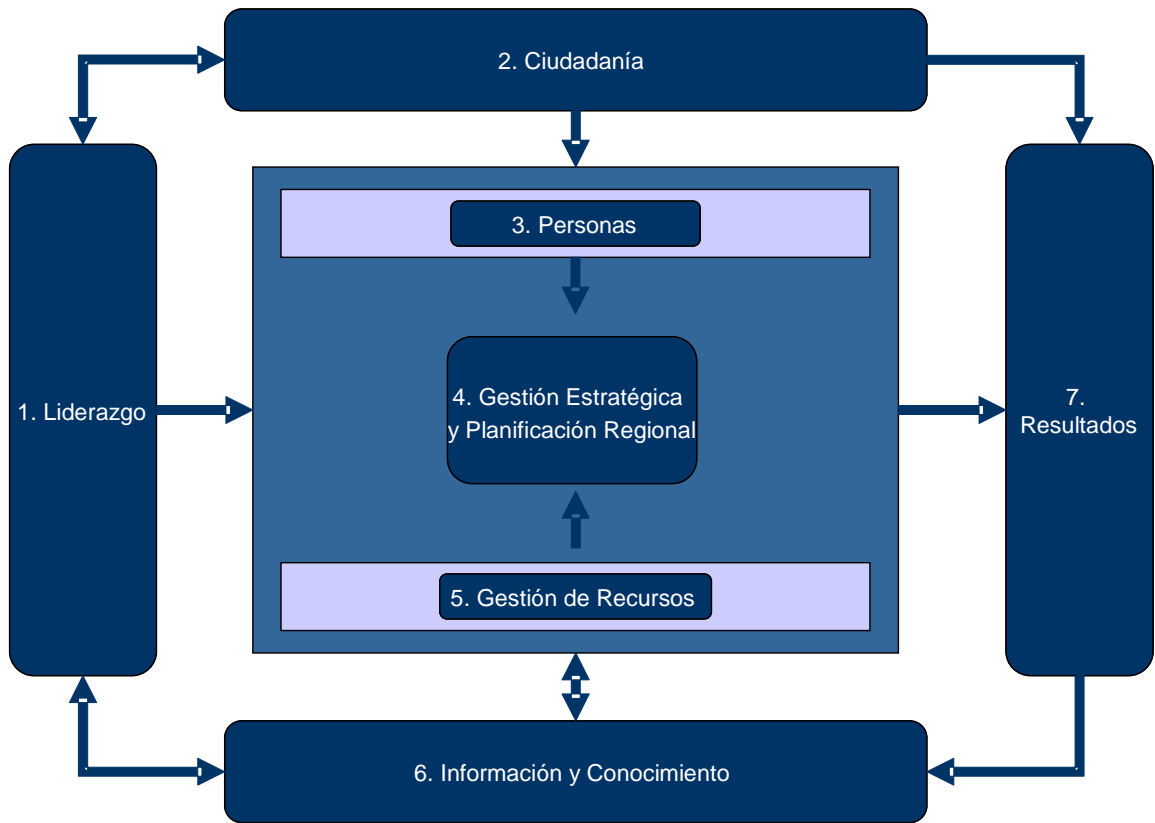 2. Ciudadanía
3. Personas
1. Liderazgo
4. Gestión Estratégica
y Planificación Regional
7.
Resultados
5. Gestión de Recursos
6. Información y Conocimiento